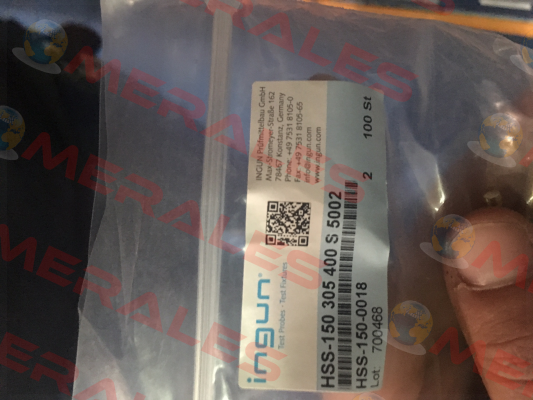 ingun
Test Probes · Test Fixtures
INGUN Prüfmittelbau GmbH
Max-Stromeyer-Straße 162
78467 Konstanz, Germany
Phone +49 7531 8105-0
Fax +49 7531 8105-65
info@ingun.com
www.ingun.com
HSS-150 305 400 S 5002
HSS-150-0018
Lot: 700468
2
100 St
MERALES
MERALES
MERALES
MERALES
MERALES